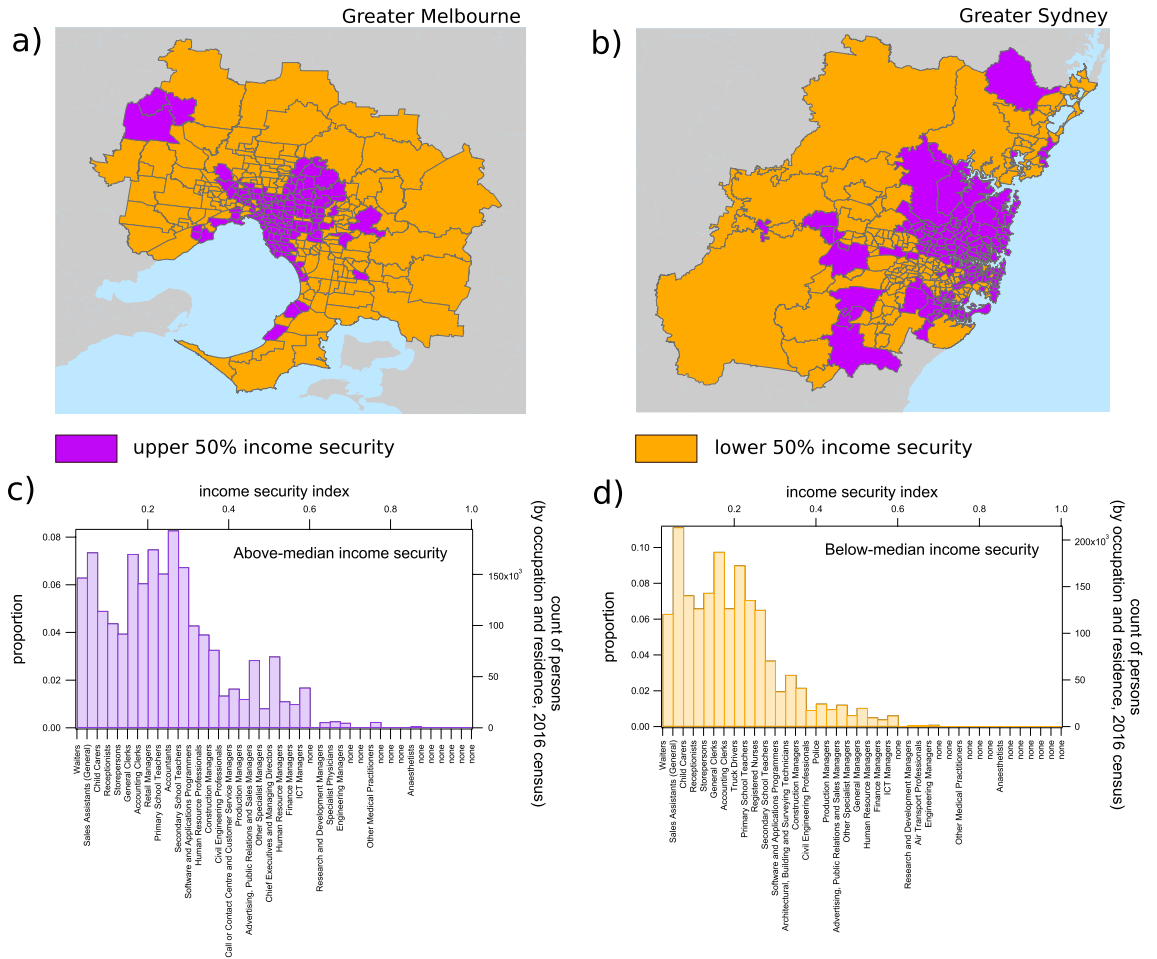 Greater Melbourne
Greater Sydney
a)
b)
upper 50% income security
lower 50% income security
c)
income security index
0.2 0.4 0.6 0.8 1.0
Above-median income security
proportion
0.08
0.06
0.04
0.02
0.00
150x10³
100
50
0
count of persons
(by occupation and residence, 2016 census)
Waiters
Sales Assistants (General)
Child Carers
Receptionists
Storepersons
General Clerks
Accounting Clerks
Retail Managers
Primary School Teachers
Accountants
Secondary School Teachers
Software and Applications Programmers
Human Resource Professionals
Construction Managers
Civil Engineering Professionals
Call or Contact Centre and Customer Service Managers
Production Managers
Advertising, Public Relations and Sales Managers
Other Specialist Managers
Chief Executives and Managing Directors
Human Resource Managers
Finance Managers
ICT Managers
none
Research and Development Managers
Specialist Physicians
Engineering Managers
none
none
Other Medical Practitioners
none
none
none
Anaesthetists
none
none
none
none
none
d)
income security index
0.2 0.4 0.6 0.8 1.0
Below-median income security
proportion
0.10
0.08
0.06
0.04
0.02
0.00
200x10³
150
100
50
0
count of persons
(by occupation and residence, 2016 census)
Waiters
Sales Assistants (General)
Child Carers
Receptionists
Storepersons
General Clerks
Accounting Clerks
Truck Drivers
Primary School Teachers
Registered Nurses
Secondary School Teachers
Software and Applications Programmers
Architectural, Building and Surveying Technicians
Construction Managers
Civil Engineering Professionals
Police
Production Managers
Advertising, Public Relations and Sales Managers
Other Specialist Managers
General Managers
Human Resource Managers
Finance Managers
ICT Managers
none
Research and Development Managers
Air Transport Professionals
Engineering Managers
none
none
Other Medical Practitioners
none
none
none
Anaesthetists
none
none
none
none
none
none